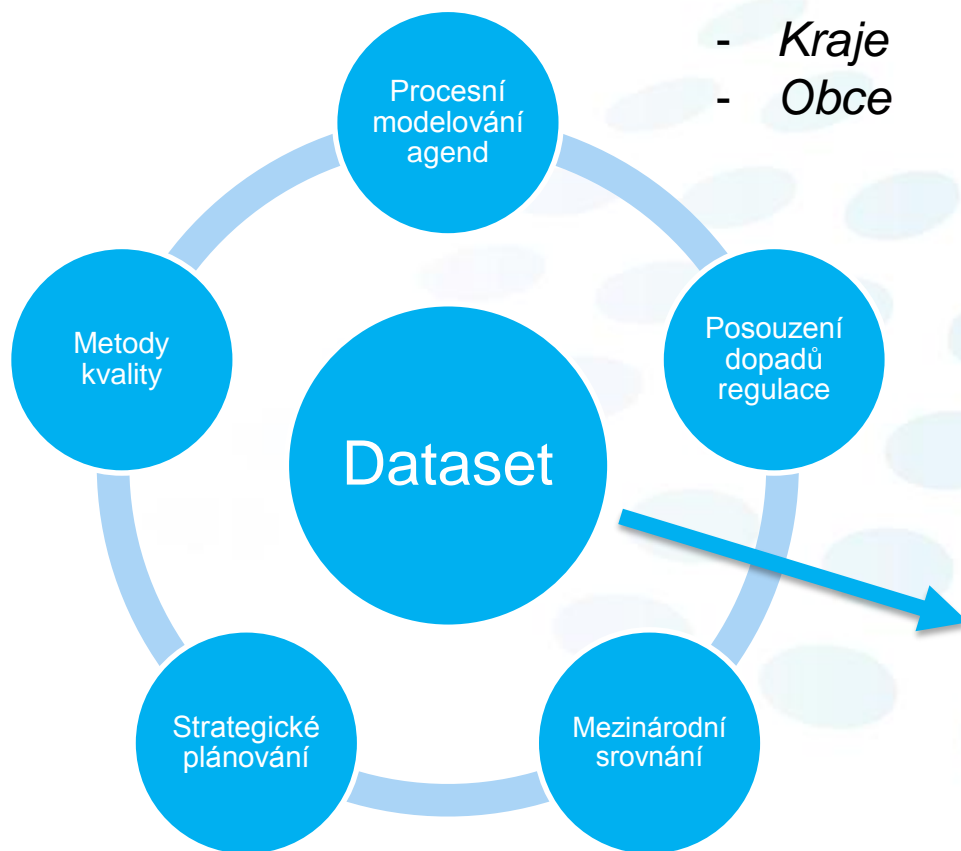 - Kraje
- Obce
Procesní
modelování
agend
Posouzení
dopadů
regulace
Metody
kvality
Dataset
Strategické
plánování
Mezinárodní
srovnání